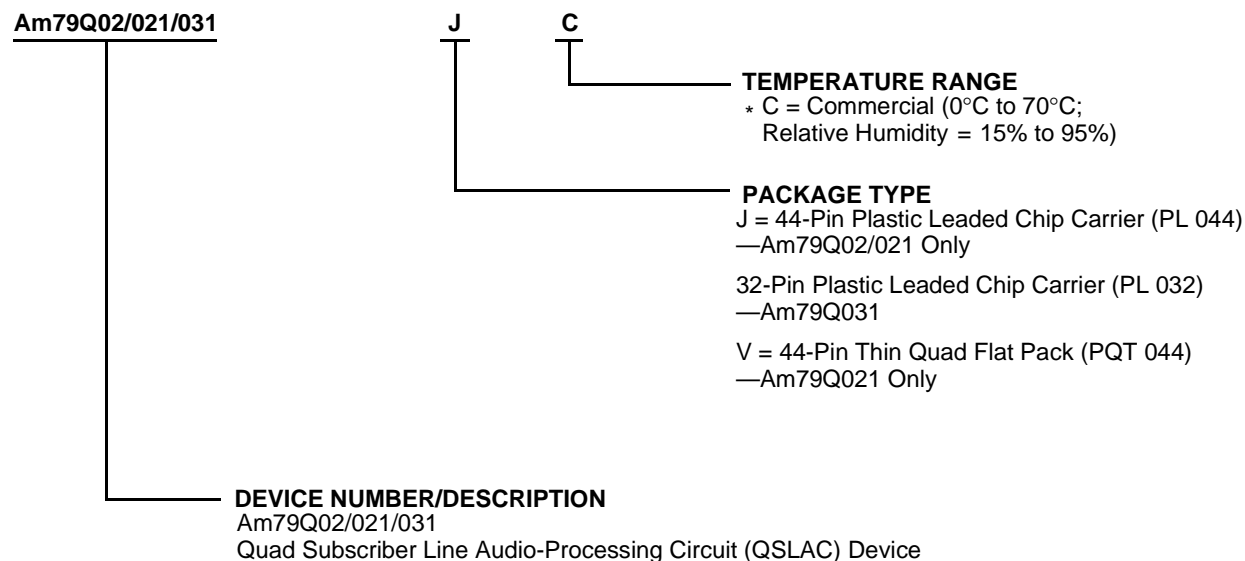 Am79Q02/021/031 J C
TEMPERATURE RANGE
* C = Commercial (0°C to 70°C;
Relative Humidity = 15% to 95%)
PACKAGE TYPE
J = 44-Pin Plastic Leaded Chip Carrier (PL 044)
—Am79Q02/021 Only
32-Pin Plastic Leaded Chip Carrier (PL 032)
—Am79Q031
V = 44-Pin Thin Quad Flat Pack (PQT 044)
—Am79Q021 Only
DEVICE NUMBER/DESCRIPTION
Am79Q02/021/031
Quad Subscriber Line Audio-Processing Circuit (QSLAC) Device